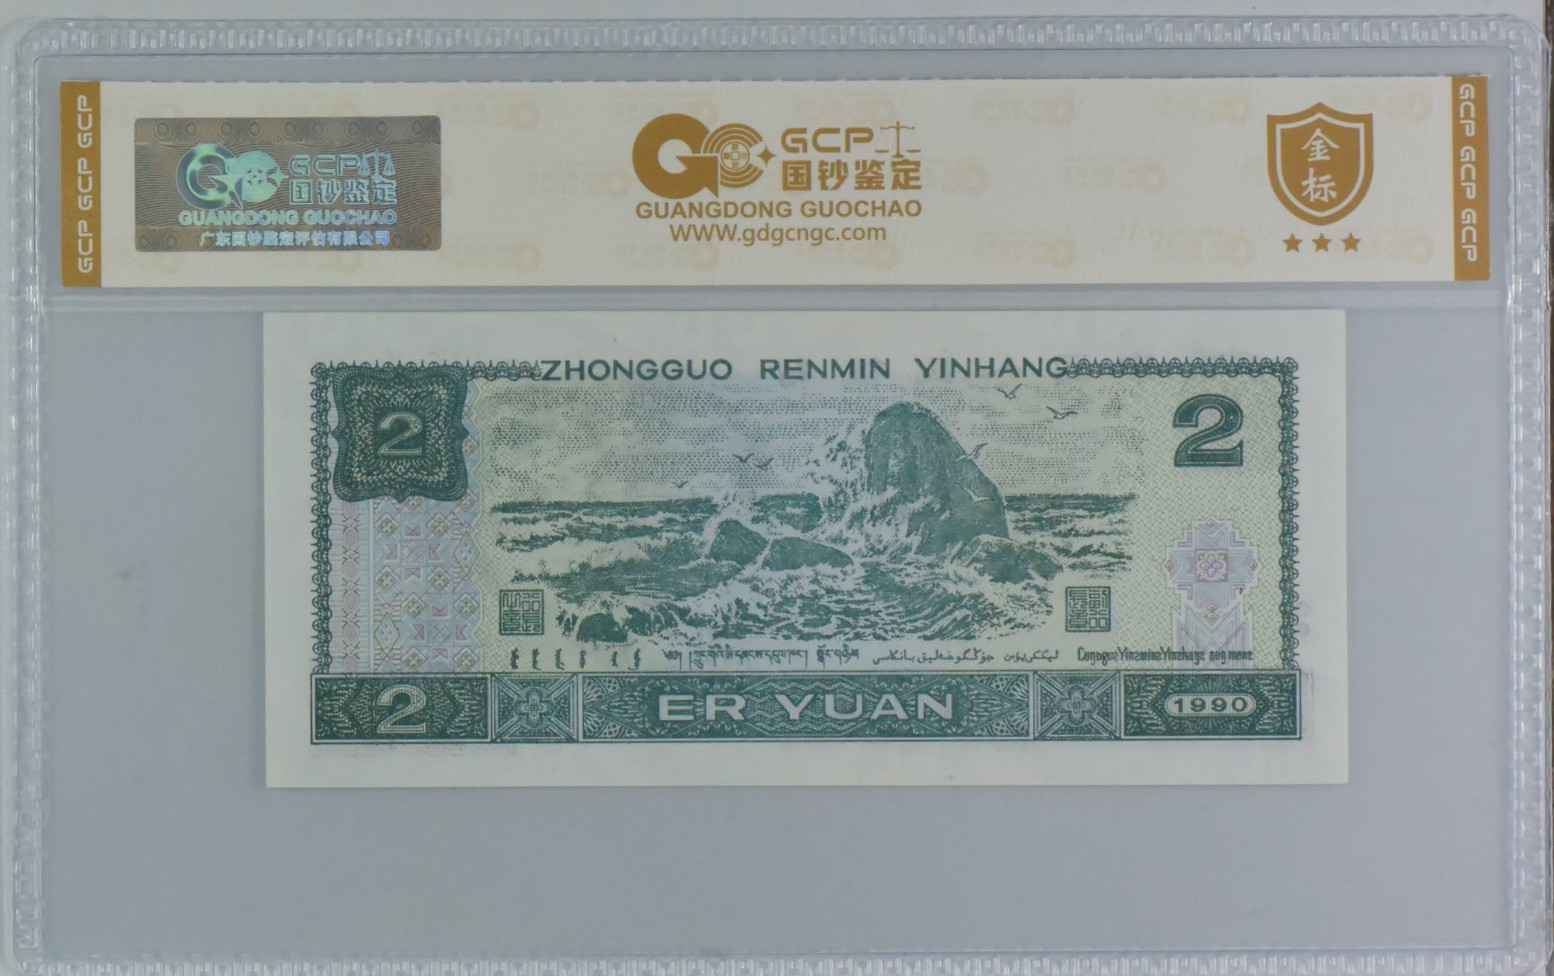 GCP GCP GCP
GCP
国钞鉴定
GUANGDONG GUOCHAO
广东国钞鉴定评估有限公司
GCP
国钞鉴定
GUANGDONG GUOCHAO
WWW.gdgcngc.com
金标
GCP GCP GCP
ZHONGGUO RENMIN YINHANG
2
2
2
ER YUAN
1990